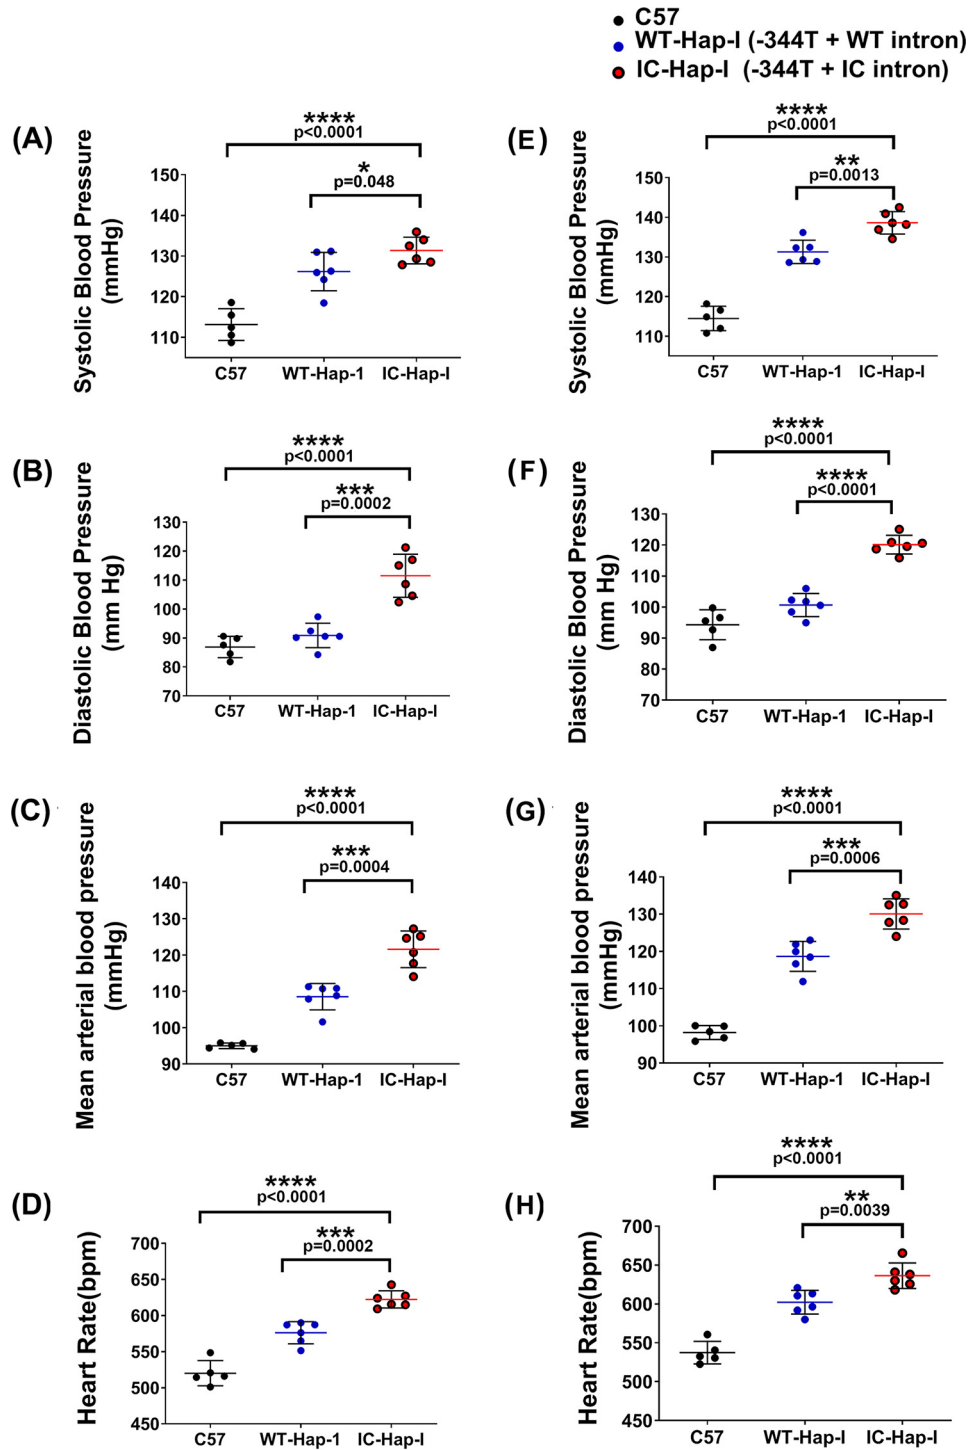 C57
WT-Hap-I (-344T + WT intron)
IC-Hap-I (-344T + IC intron)
(A)
Systolic Blood Pressure
(mmHg)
****
p<0.0001
*
p=0.048
150
140
130
120
110
C57 WT-Hap-1 IC-Hap-I
(E)
Systolic Blood Pressure
(mmHg)
****
p<0.0001
**
p=0.0013
150
140
130
120
110
C57 WT-Hap-1 IC-Hap-I
(B)
Diastolic Blood Pressure
(mm Hg)
****
p<0.0001
***
p=0.0002
130
120
110
100
90
80
70
C57 WT-Hap-1 IC-Hap-I
(F)
Diastolic Blood Pressure
(mm Hg)
****
p<0.0001
****
p<0.0001
130
120
110
100
90
80
70
C57 WT-Hap-1 IC-Hap-I
(C)
Mean arterial blood pressure
(mmHg)
****
p<0.0001
***
p=0.0004
140
130
120
110
100
90
C57 WT-Hap-1 IC-Hap-I
(G)
Mean arterial blood pressure
(mmHg)
****
p<0.0001
***
p=0.0006
140
130
120
110
100
90
C57 WT-Hap-1 IC-Hap-I
(D)
Heart Rate(bpm)
****
p<0.0001
***
p=0.0002
700
650
600
550
500
450
C57 WT-Hap-1 IC-Hap-I
(H)
Heart Rate(bpm)
****
p<0.0001
**
p=0.0039
700
650
600
550
500
450
C57 WT-Hap-I IC-Hap-I